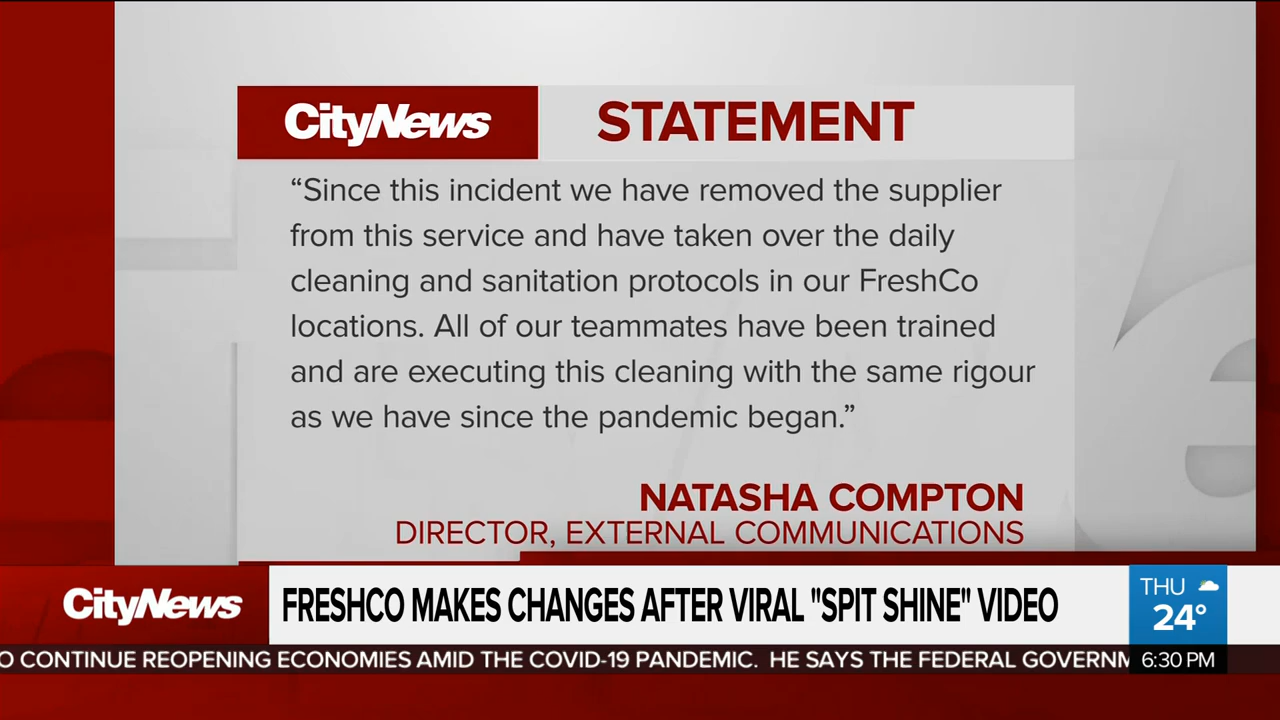 CityNews
STATEMENT
“Since this incident we have removed the supplier
from this service and have taken over the daily
cleaning and sanitation protocols in our FreshCo
locations. All of our teammates have been trained
and are executing this cleaning with the same rigour
as we have since the pandemic began.”
NATASHA COMPTON
DIRECTOR, EXTERNAL COMMUNICATIONS
CityNews
FRESHCO MAKES CHANGES AFTER VIRAL "SPIT SHINE" VIDEO
THU
24°
O CONTINUE REOPENING ECONOMIES AMID THE COVID-19 PANDEMIC. HE SAYS THE FEDERAL GOVERNM
6:30 PM